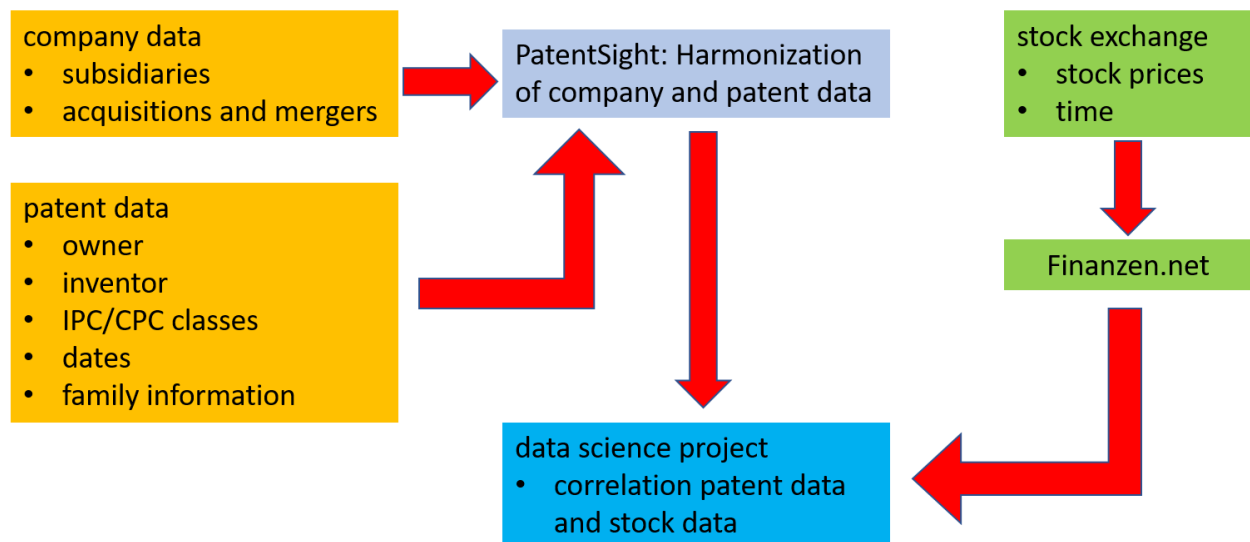 company data
• subsidiaries
• acquisitions and mergers
PatentSight: Harmonization
of company and patent data
stock exchange
• stock prices
• time
patent data
• owner
• inventor
• IPC/CPC classes
• dates
• family information
Finanzen.net
data science project
• correlation patent data
and stock data